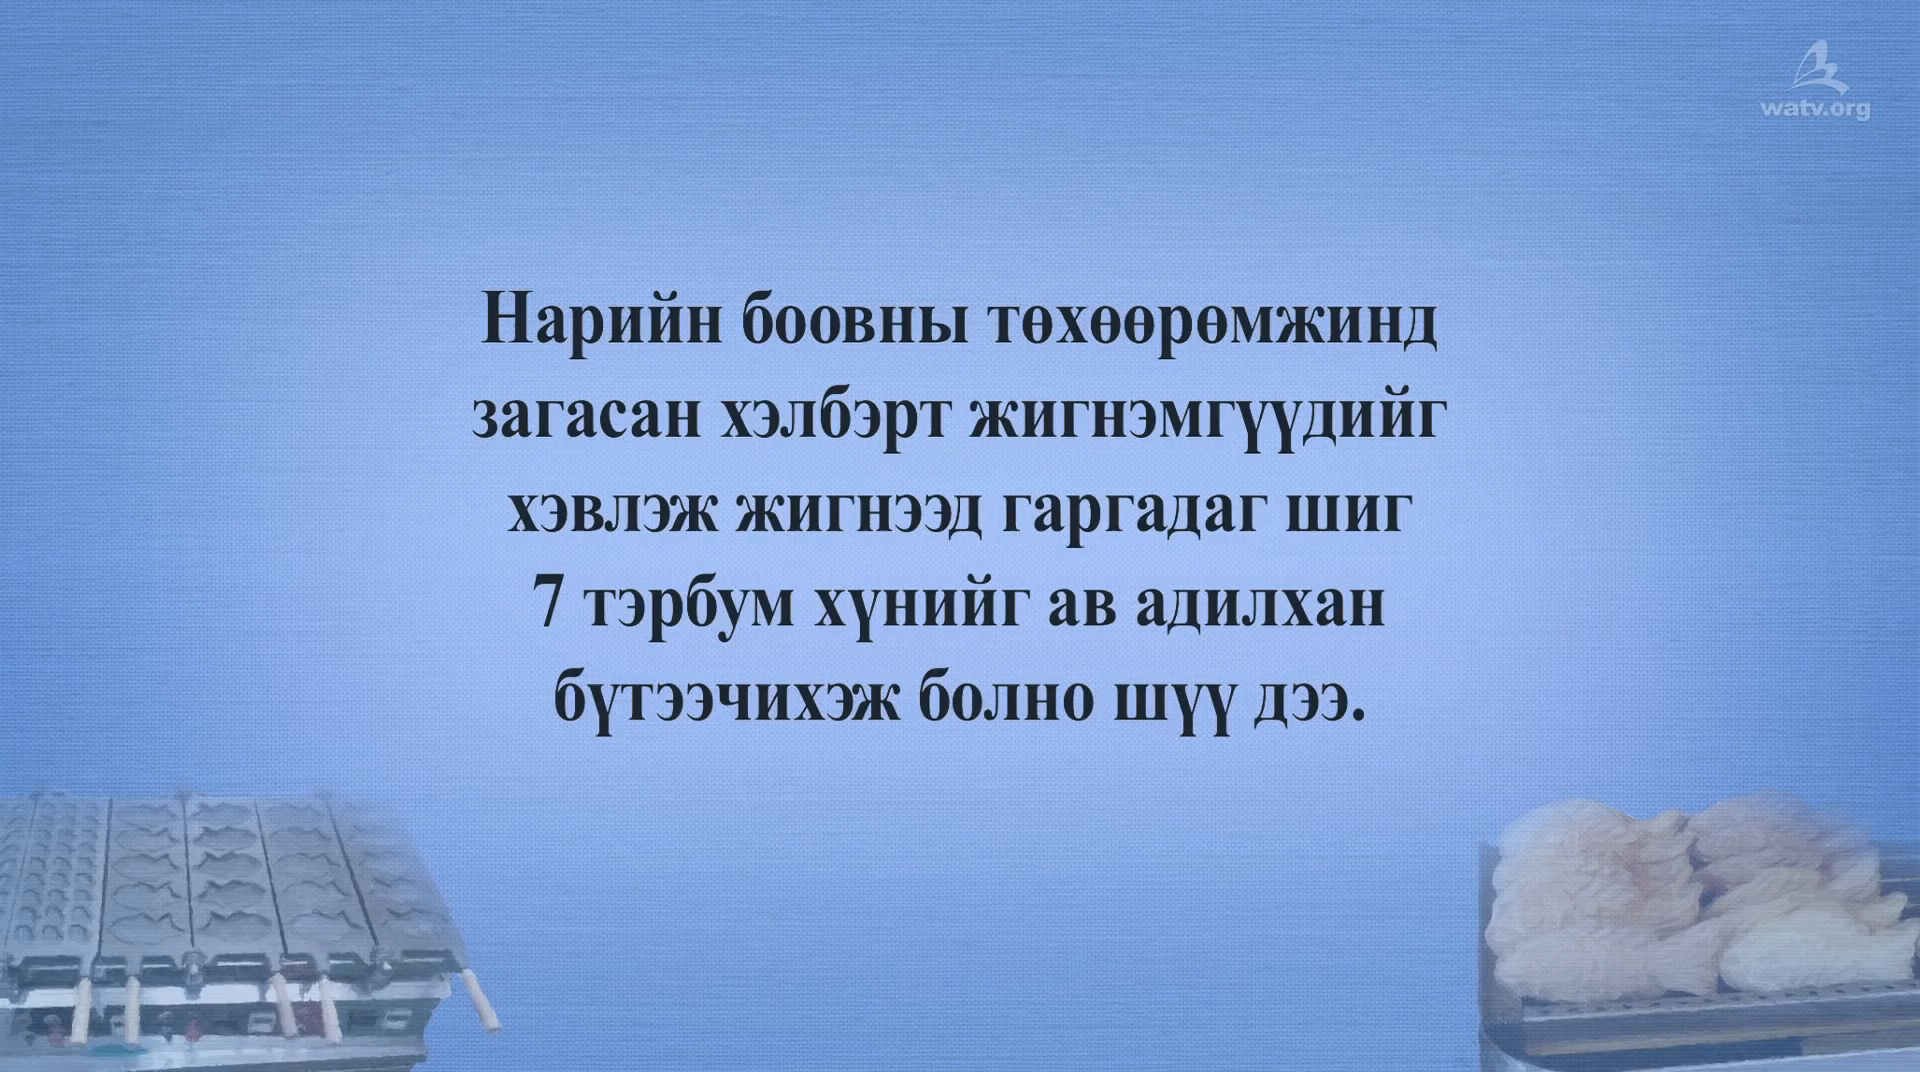 watv.org
Нарийн боовны төхөөрөмжинд
загасан хэлбэрт жигнэмгүүдийг
хэвлэж жигнээд гаргадаг шиг
7 тэрбум хүнийг ав адилхан
бүтээчихэж болно шүү дээ.